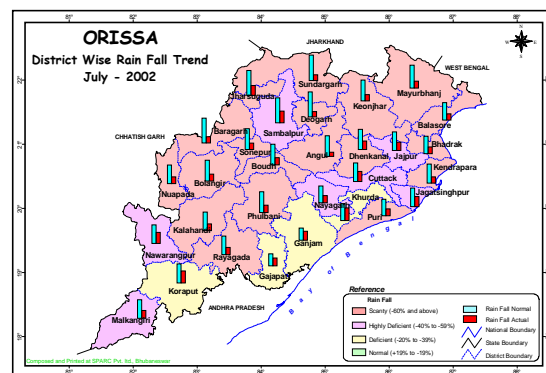 ORISSA
District Wise Rain Fall Trend
July - 2002
JHARKHAND
WEST BENGAL
CHHATISH GARH
ANDHRA PRADESH
Bay of Bengal
N
Sundargarh
Jharsuguda
Mayurbhanj
Keonjhar
Deogarh
Balasore
Sambalpur
Baragarh
Bhadrak
Sonepur
Angul
Dhenkanal
Jajpur
Boudh
Kendrapara
Cuttack
Bolangir
Nuapada
Jagatsinghpur
Nayagarh
Khurda
Puri
Phulbani
Kalahandi
Ganjam
Nawarangpur
Rayagada
Gajapati
Koraput
Malkangiri
Reference
Rain Fall
Scanty (-60% and above)
Highly Deficient (-40% to -59%)
Deficient (-20% to -39%)
Normal (+19% to -19%)
Rain Fall Normal
Rain Fall Actual
National Boundary
State Boundary
District Boundary
Composed and Printed at SPARC Pvt. ltd., Bhubaneswar